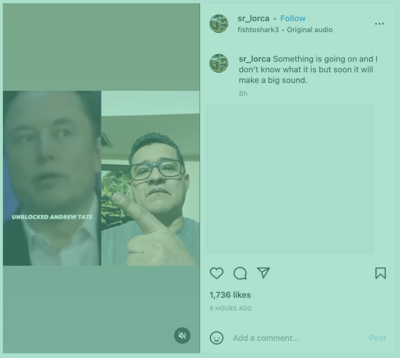 sr_lorca • Follow
fishtoshark3 • Original audio
sr_lorca Something is going on and I
don't know what it is but soon it will
make a big sound.
8h
UNBLOCKED ANDREW TATE
1,736 likes
8 HOURS AGO
Add a comment...
Post